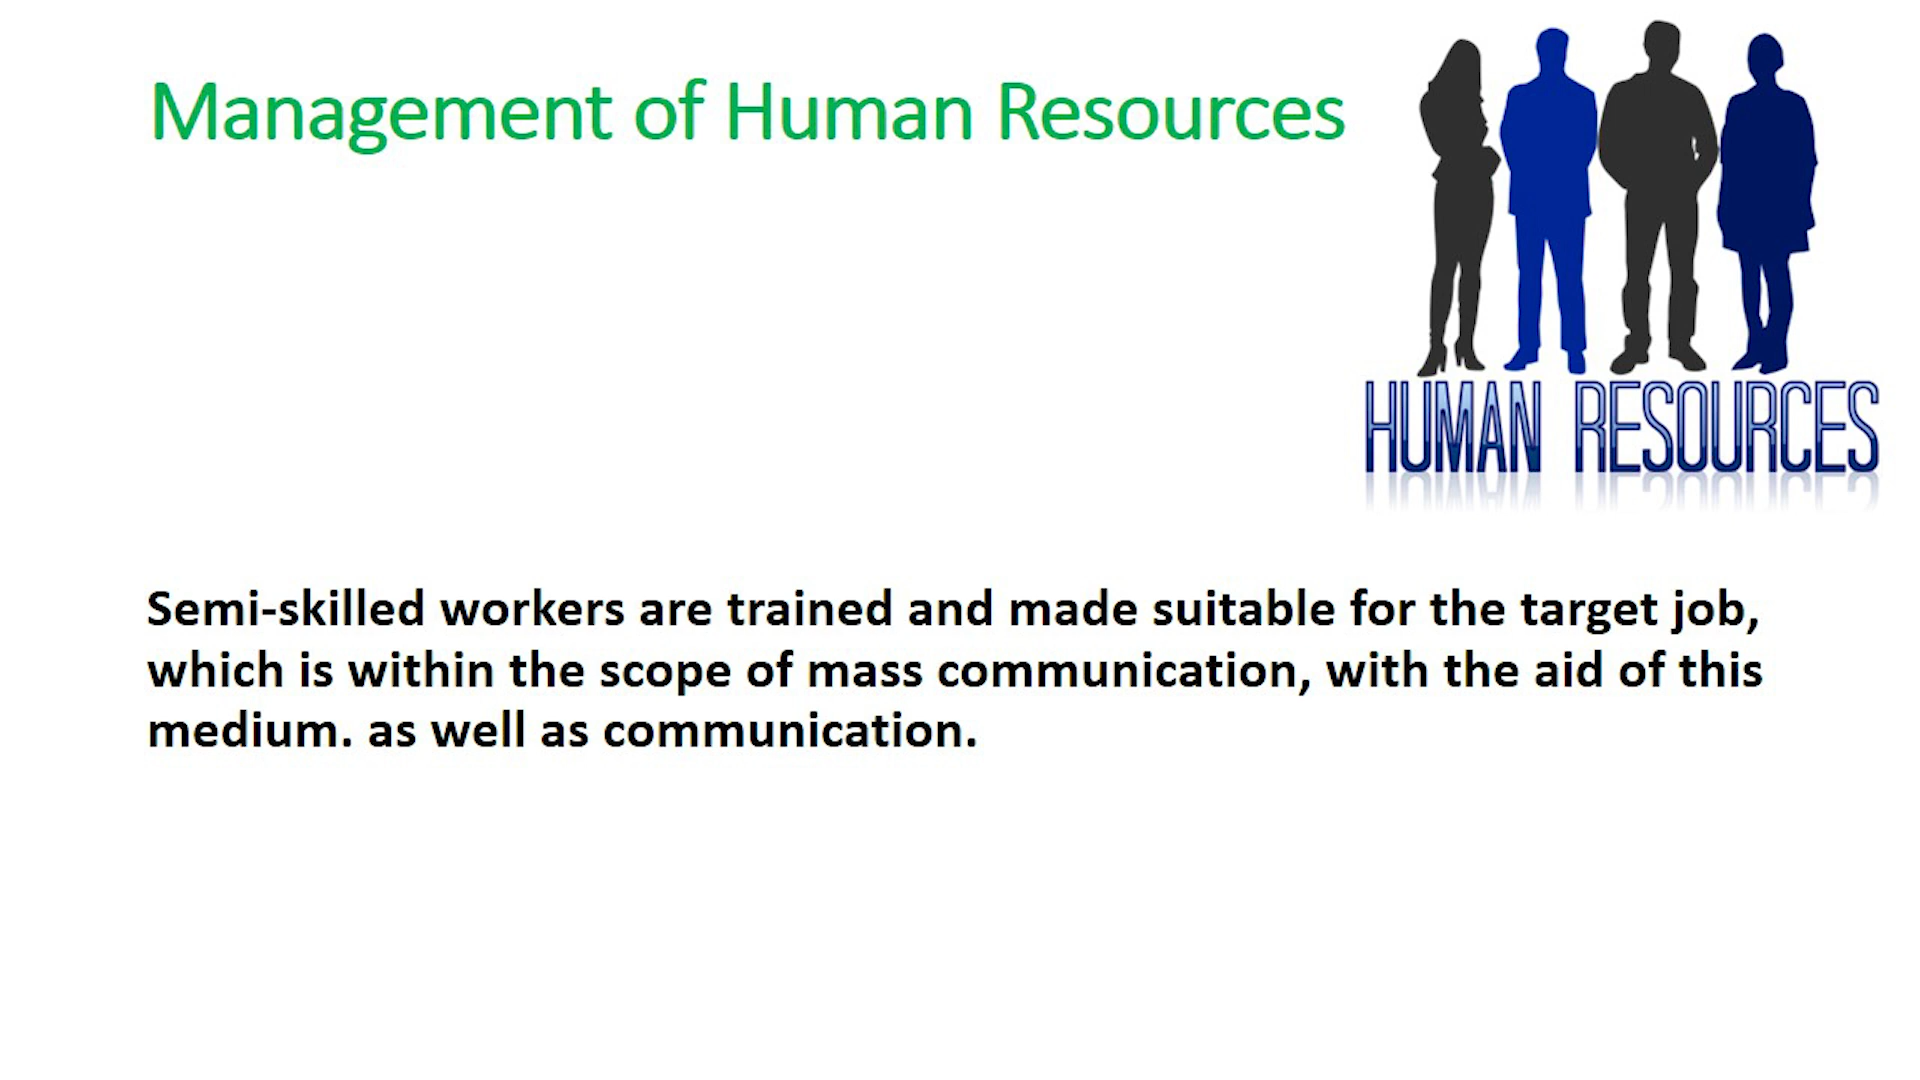 Management of Human Resources
HUMAN RESOURCES
Semi-skilled workers are trained and made suitable for the target job,
which is within the scope of mass communication, with the aid of this
medium. as well as communication.